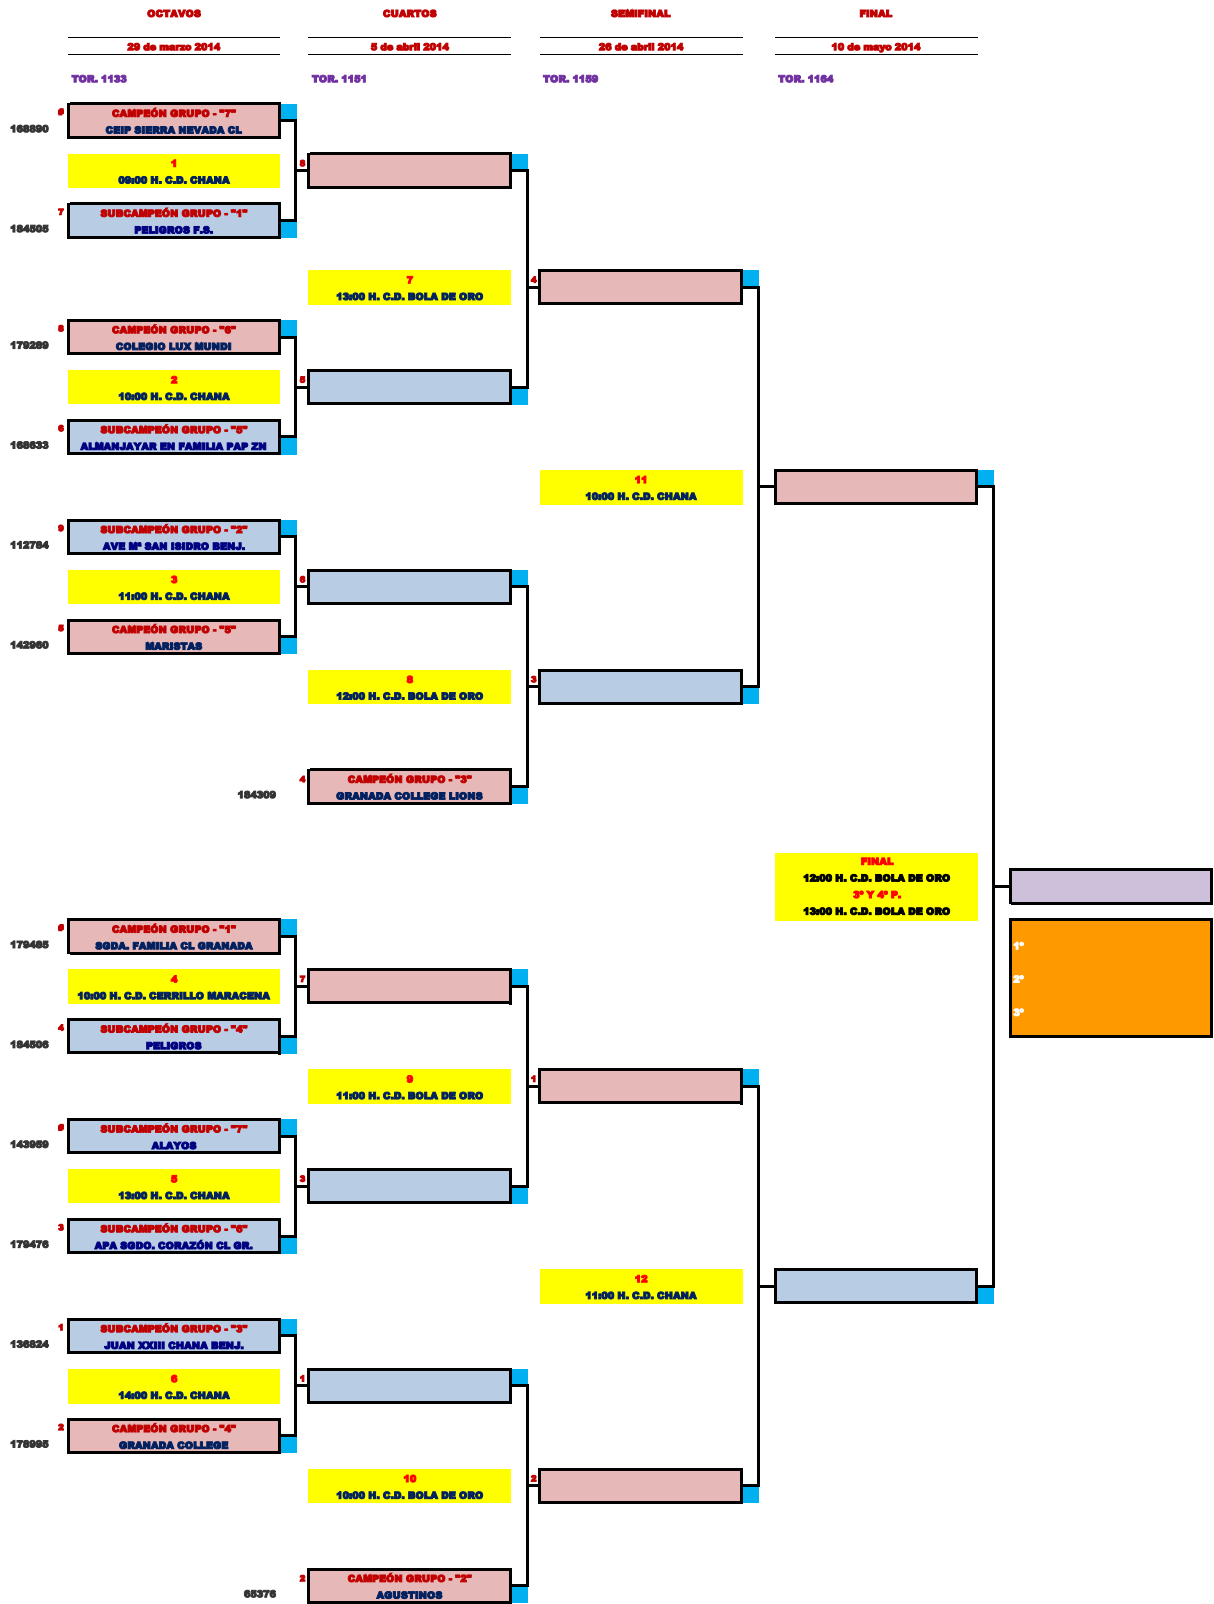 OCTAVOS
CUARTOS
SEMIFINAL
FINAL
29 de marzo 2014
5 de abril 2014
26 de abril 2014
10 de mayo 2014
TOR. 1133
TOR. 1151
TOR. 1159
TOR. 1164
CAMPEÓN GRUPO - "7"
168890
CEIP SIERRA NEVADA CL
1
8
09:00 H. C.D. CHANA
7
SUBCAMPEÓN GRUPO - "1"
184505
PELIGROS F.S.
7
4
13:00 H. C.D. BOLA DE ORO
8
CAMPEÓN GRUPO - "6"
179289
COLEGIO LUX MUNDI
2
5
10:00 H. C.D. CHANA
6
SUBCAMPEÓN GRUPO - "5"
168633
ALMANJAYAR EN FAMILIA PAP ZN
11
10:00 H. C.D. CHANA
9
SUBCAMPEÓN GRUPO - "2"
112784
AVE Mª SAN ISIDRO BENJ.
3
6
11:00 H. C.D. CHANA
5
CAMPEÓN GRUPO - "5"
142960
MARISTAS
8
3
12:00 H. C.D. BOLA DE ORO
4
CAMPEÓN GRUPO - "3"
184309
GRANADA COLLEGE LIONS
FINAL
12:00 H. C.D. BOLA DE ORO
3º Y 4º P.
13:00 H. C.D. BOLA DE ORO
CAMPEÓN GRUPO - "1"
179485
SGDA. FAMILIA CL GRANADA
1º
4
7
2º
10:00 H. C.D. CERRILLO MARACENA
3º
4
SUBCAMPEÓN GRUPO - "4"
184506
PELIGROS
9
1
11:00 H. C.D. BOLA DE ORO
SUBCAMPEÓN GRUPO - "7"
143959
ALAYOS
5
3
13:00 H. C.D. CHANA
3
SUBCAMPEÓN GRUPO - "6"
179476
APA SGDO. CORAZÓN CL GR.
12
11:00 H. C.D. CHANA
1
SUBCAMPEÓN GRUPO - "3"
136824
JUAN XXIII CHANA BENJ.
6
1
14:00 H. C.D. CHANA
2
CAMPEÓN GRUPO - "4"
178995
GRANADA COLLEGE
10
2
10:00 H. C.D. BOLA DE ORO
2
CAMPEÓN GRUPO - "2"
65376
AGUSTINOS